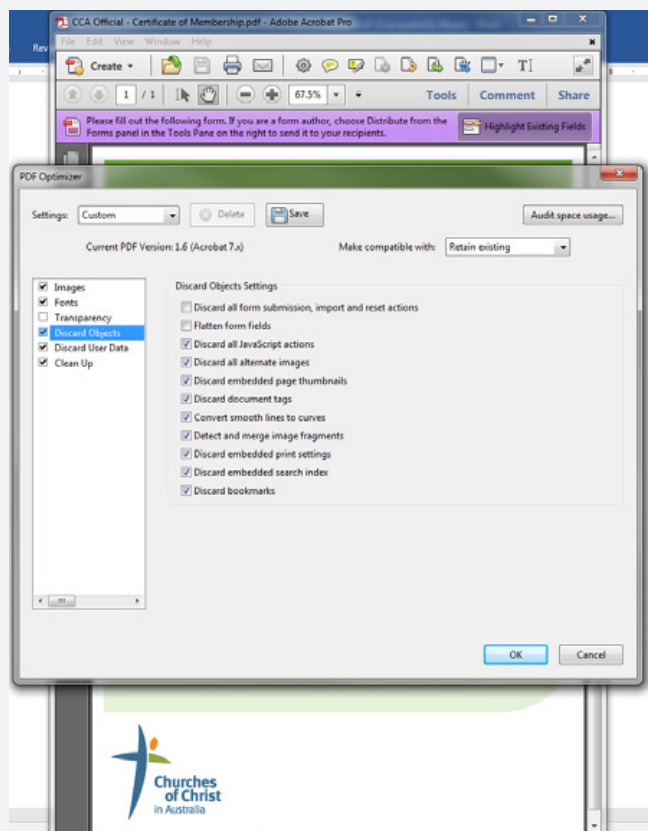 CCA Official - Certificate of Membership.pdf - Adobe Acrobat Pro
Rev
File Edit View Window Help
Create
1 / 1 67.5% Tools Comment Share
Please fill out the following form. If you are a form author, choose Distribute from the
Forms panel in the Tools Pane on the right to send it to your recipients.
Highlight Existing Fields
PDF Optimizer
Settings: Custom Delete Save Audit space usage...
Current PDF Version: 1.6 (Acrobat 7.x) Make compatible with: Retain existing
Images
Fonts
Transparency
Discard Objects
Discard User Data
Clean Up
Discard Objects Settings
Discard all form submission, import and reset actions
Flatten form fields
Discard all JavaScript actions
Discard all alternate images
Discard embedded page thumbnails
Discard document tags
Convert smooth lines to curves
Detect and merge image fragments
Discard embedded print settings
Discard embedded search index
Discard bookmarks
OK Cancel
Churches
of Christ
in Australia